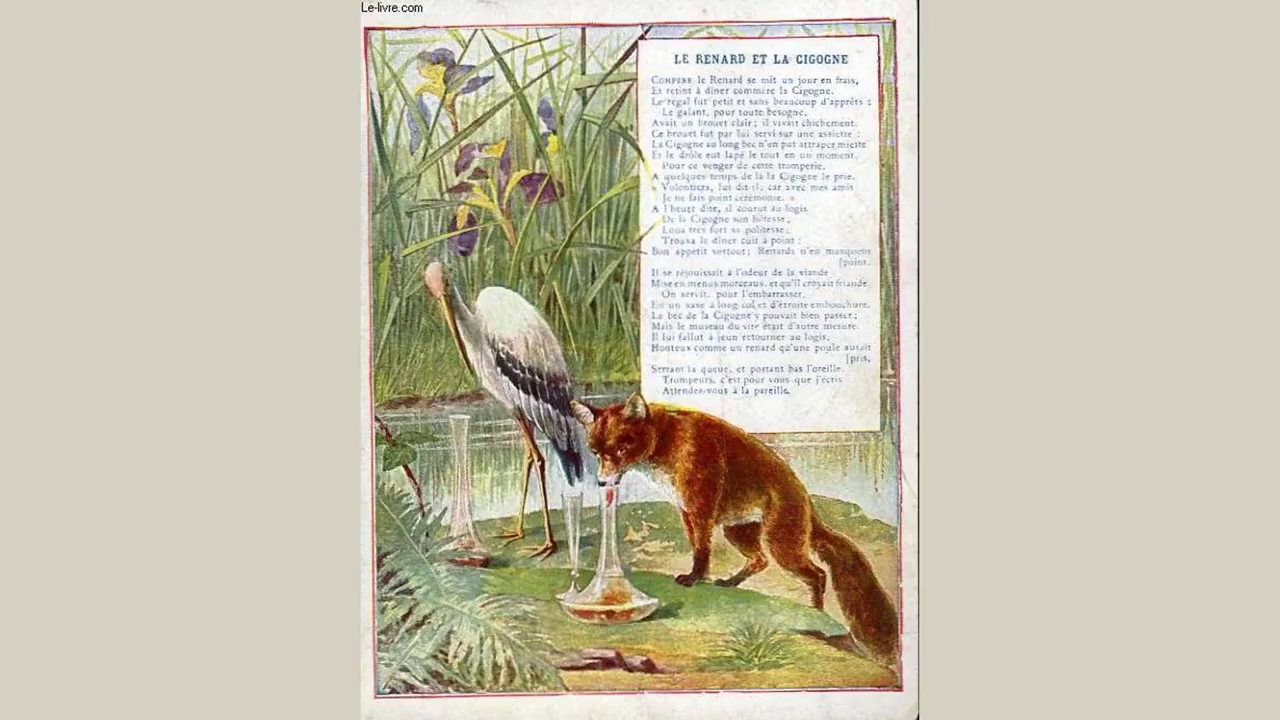 Le-livre.com
LE RENARD ET LA CIGOGNE
COMPÈRE le Renard se mit un jour en frais,
Et retint à dîner commère la Cigogne.
Le régal fut petit et sans beaucoup d'apprêts ;
Le galant, pour toute besogne,
Avait un brouet clair ; il vivait chichement.
Ce brouet fut par lui servi sur une assiette :
La Cigogne au long bec n'en put attraper miette
Et le drôle eut lapé le tout en un moment.
Pour ce venger de cette tromperie,
A quelques temps de là la Cigogne le prie.
« Volontiers, lui dit-il ; car avec mes amis
Je ne fais point cérémonie. »
A l'heure dite, il courut au logis
De la Cigogne son hôtesse ;
Loua très fort sa politesse ;
Trouva le dîner cuit à point ;
Bon appétit surtout ; Renards n'en manquent
[point.
Il se réjouissait à l'odeur de la viande
Mise en menus morceaux, et qu'il croyait friande.
On servit, pour l'embarrasser,
En un vase à long col et d'étroite embouchure.
Le bec de la Cigogne y pouvait bien passer ;
Mais le museau du sire était d'autre mesure.
Il lui fallut à jeun retourner au logis,
Honteux comme un renard qu'une poule aurait
[pris,
Serrant la queue, et portant bas l'oreille.
Trompeurs, c'est pour vous que j'écris
Attendez-vous à la pareille.